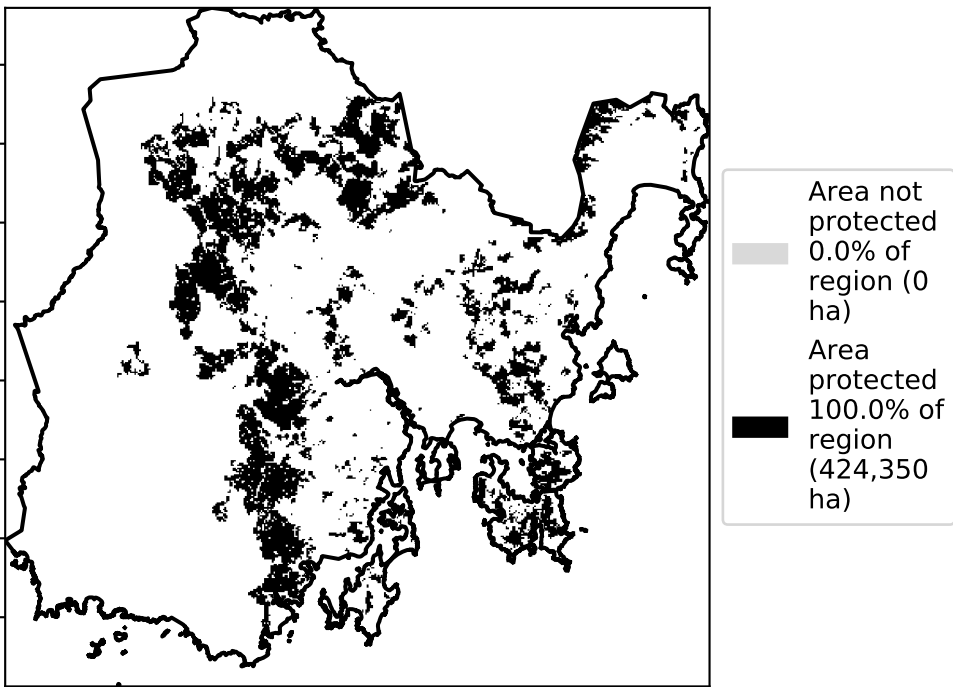 Area not
protected
0.0% of
region (0
ha)
Area
protected
100.0% of
region
(424,350
ha)